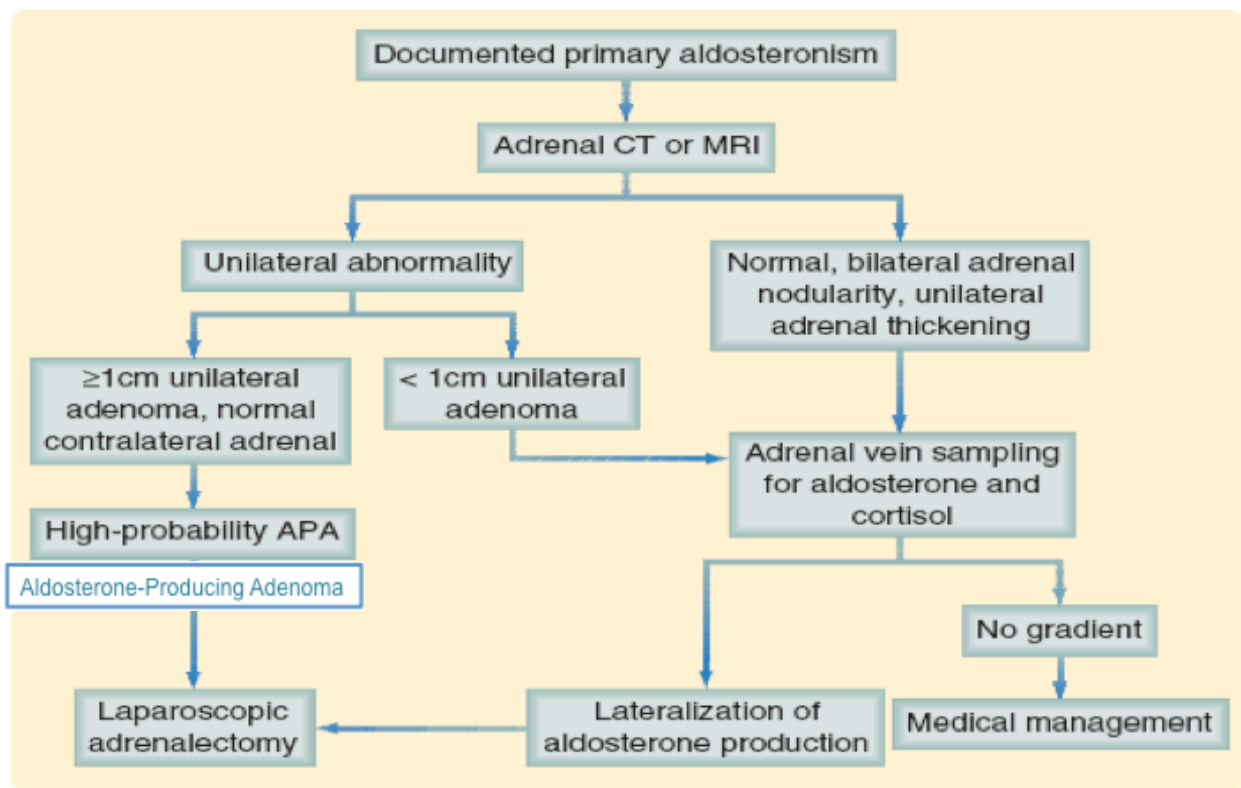 Documented primary aldosteronism
Adrenal CT or MRI
Unilateral abnormality
Normal, bilateral adrenal
nodularity, unilateral
adrenal thickening
≥1cm unilateral
adenoma, normal
contralateral adrenal
< 1cm unilateral
adenoma
Adrenal vein sampling
for aldosterone and
cortisol
High-probability APA
Aldosterone-Producing Adenoma
No gradient
Laparoscopic
adrenalectomy
Lateralization of
aldosterone production
Medical management